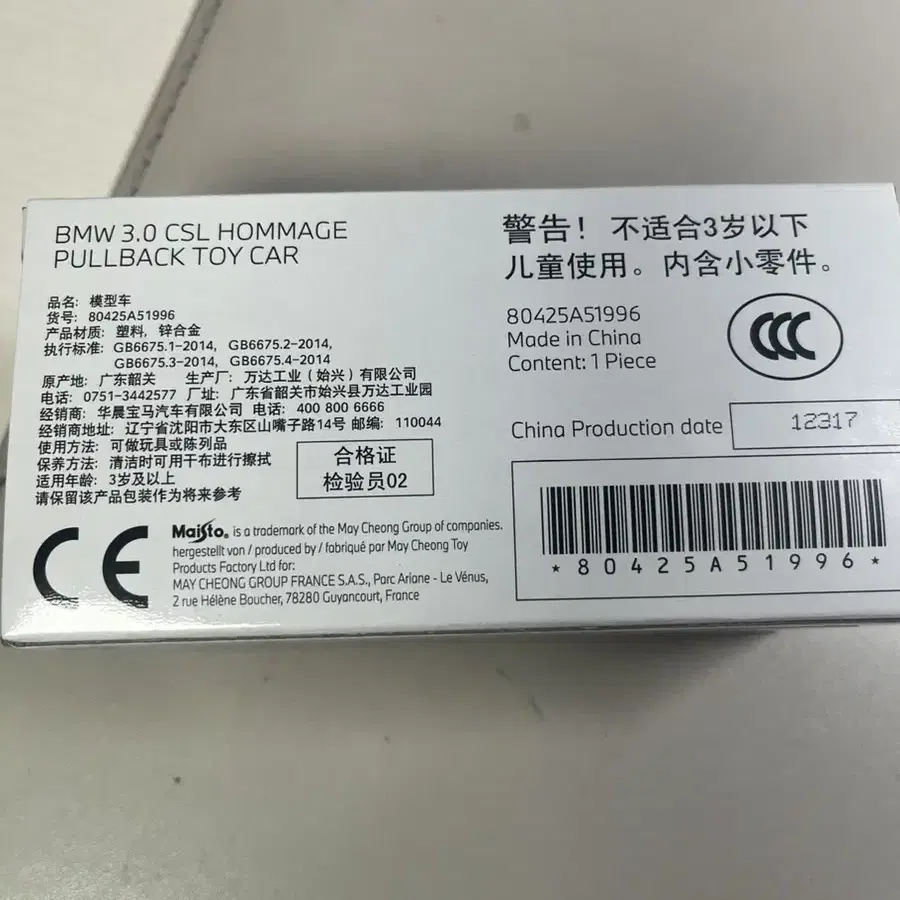 BMW 3.0 CSL HOMMAGE
PULLBACK TOY CAR
品名: 模型车
货号: 80425A51996
产品材质: 塑料, 锌合金
执行标准: GB6675.1-2014, GB6675.2-2014,
GB6675.3-2014, GB6675.4-2014
原产地: 广东韶关 生产厂: 万达工业（始兴）有限公司
电话: 0751-3442577 厂址: 广东省韶关市始兴县万达工业园
经销商: 华晨宝马汽车有限公司 电话: 400 800 6666
经销商地址: 辽宁省沈阳市大东区山嘴子路14号 邮编: 110044
使用方法: 可做玩具或陈列品
保养方法: 清洁时可用干布进行擦拭
适用年龄: 3岁及以上
请保留该产品包装作为将来参考
合格证
检验员02
CE
Maisto® is a trademark of the May Cheong Group of companies.
hergestellt von / produced by / fabriqué par May Cheong Toy
Products Factory Ltd for:
MAY CHEONG GROUP FRANCE S.A.S., Parc Ariane - Le Vénus,
2 rue Hélène Boucher, 78280 Guyancourt, France
警告！不适合3岁以下
儿童使用。内含小零件。
80425A51996
Made in China
Content: 1 Piece
CCC
China Production date 12317
*80425A51996*